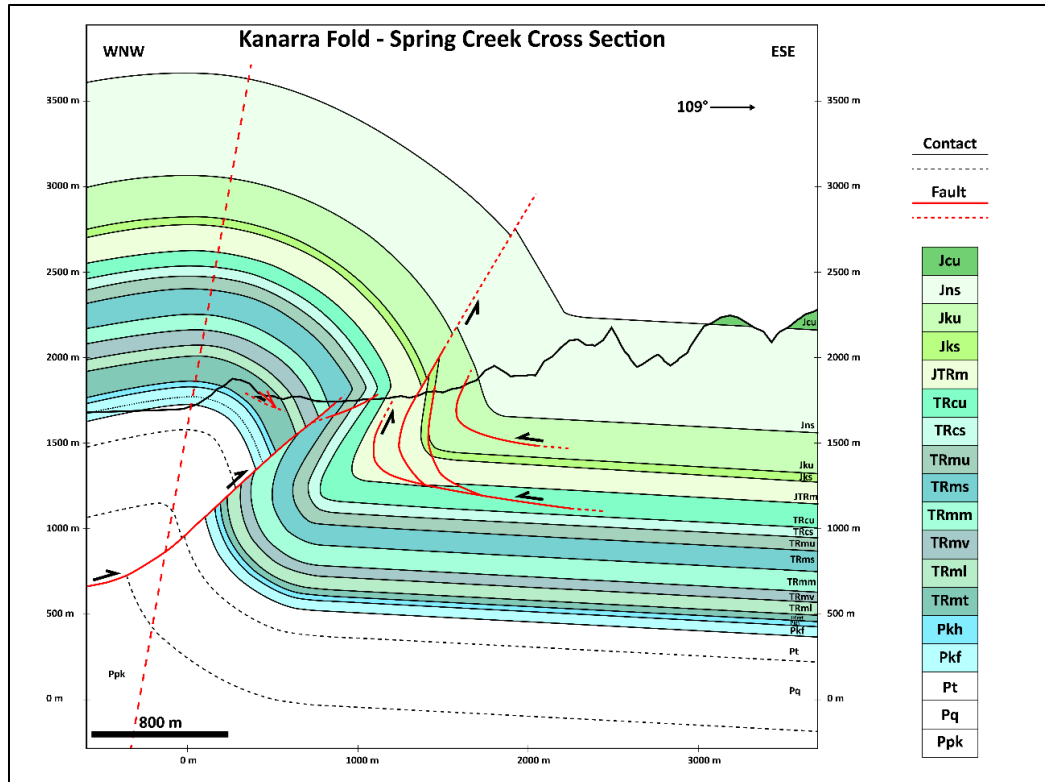 Kanarra Fold - Spring Creek Cross Section
WNW
ESE
109°
3500 m
3500 m
3000 m
3000 m
2500 m
2500 m
2000 m
2000 m
1500 m
1500 m
1000 m
1000 m
500 m
500 m
0 m
0 m
Jcu
Jns
Jku
Jks
JTRm
TRcu
TRcs
TRmu
TRms
TRmm
TRmv
TRml
Pkf
Pt
Pq
Ppk
800 m
0 m
1000 m
2000 m
3000 m
Contact
Fault
Jcu
Jns
Jku
Jks
JTRm
TRcu
TRcs
TRmu
TRms
TRmm
TRmv
TRml
TRmt
Pkh
Pkf
Pt
Pq
Ppk